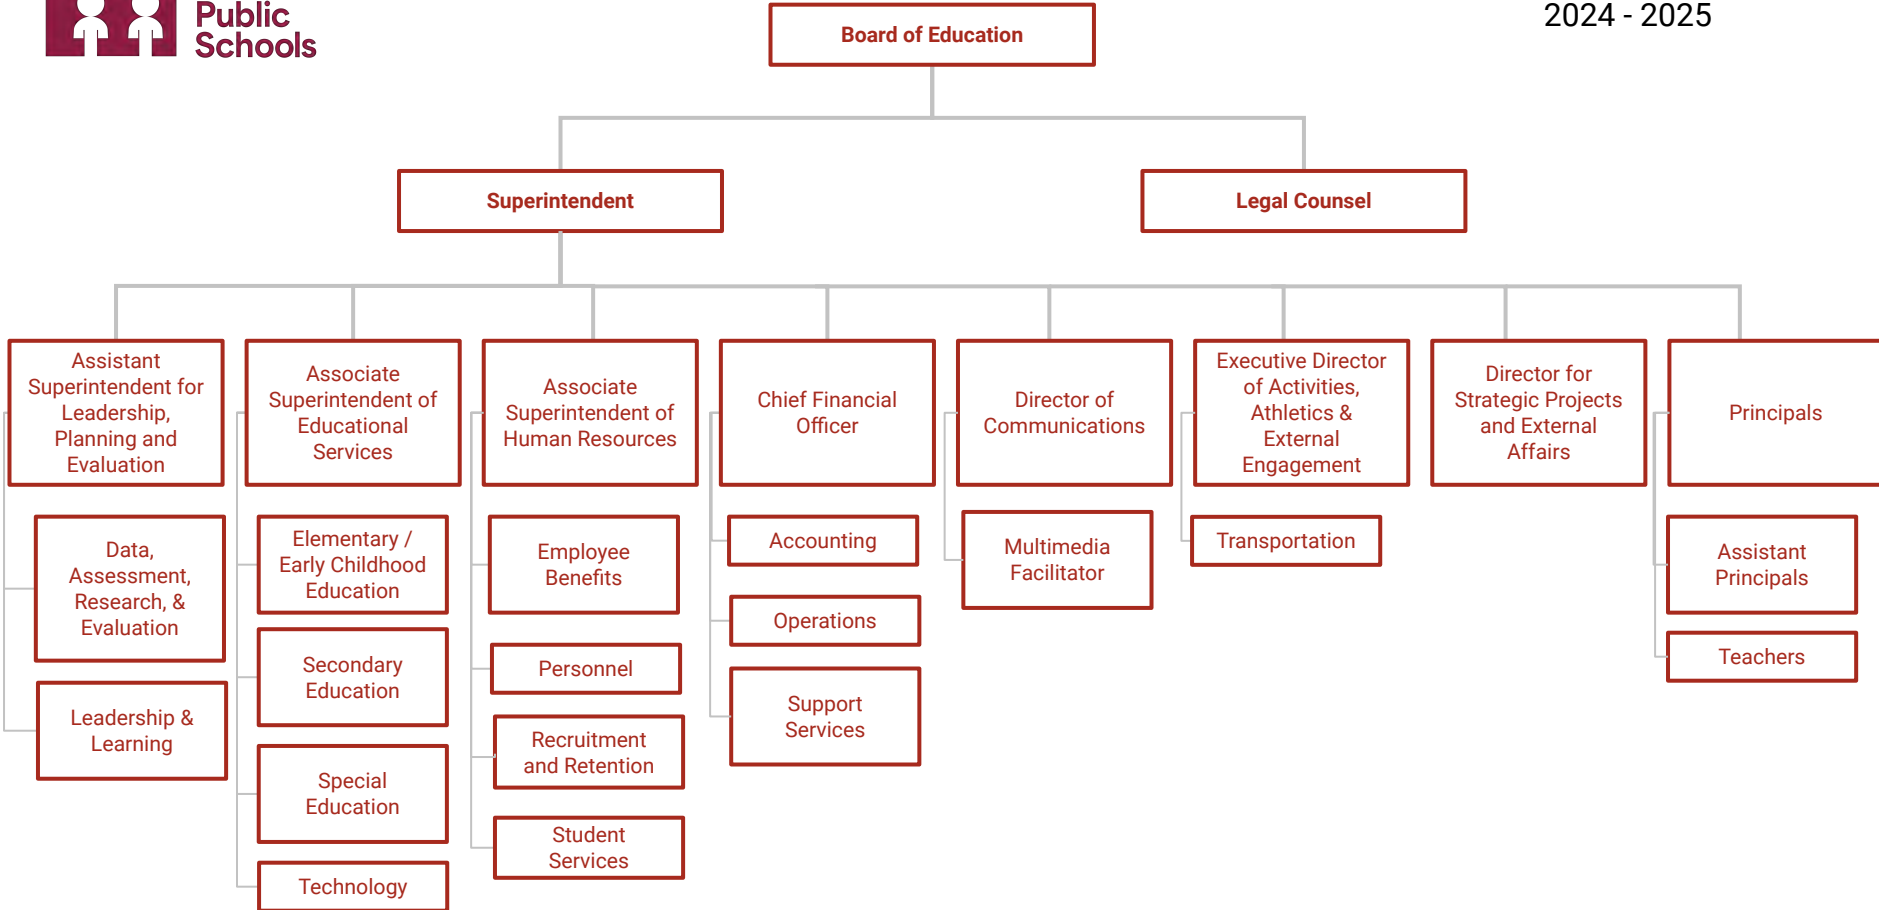 Public
Schools
2024 - 2025
Board of Education
Superintendent
Legal Counsel
Assistant
Superintendent for
Leadership,
Planning and
Evaluation
Associate
Superintendent of
Educational
Services
Associate
Superintendent of
Human Resources
Chief Financial
Officer
Director of
Communications
Executive Director
of Activities,
Athletics &
External
Engagement
Director for
Strategic Projects
and External
Affairs
Principals
Data,
Assessment,
Research, &
Evaluation
Leadership &
Learning
Elementary /
Early Childhood
Education
Secondary
Education
Special
Education
Technology
Employee
Benefits
Personnel
Recruitment
and Retention
Student
Services
Accounting
Operations
Support
Services
Multimedia
Facilitator
Transportation
Assistant
Principals
Teachers